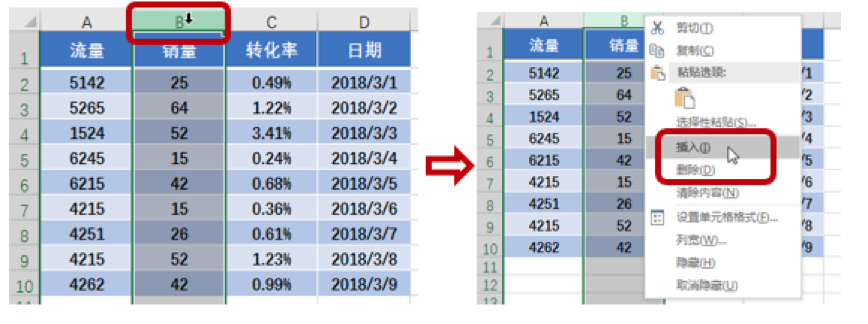 A B C D
1 流量 销量 转化率 日期
2 5142 25 0.49% 2018/3/1
3 5265 64 1.22% 2018/3/2
4 1524 52 3.41% 2018/3/3
5 6245 15 0.24% 2018/3/4
6 6215 42 0.68% 2018/3/5
7 4215 15 0.36% 2018/3/6
8 4251 26 0.61% 2018/3/7
9 4215 52 1.23% 2018/3/8
10 4262 42 0.99% 2018/3/9
A B
1 流量 销量
2 5142 25 /1
3 5265 64 /2
4 1524 52 /3
5 6245 15 /4
6 6215 42 /5
7 4215 15 /6
8 4251 26 /7
9 4215 52 /8
10 4262 42 /9
11
12
13
剪切(T)
复制(C)
粘贴选项:
选择性粘贴(S)...
插入(I)
删除(D)
清除内容(N)
设置单元格格式(F)...
列宽(W)...
隐藏(H)
取消隐藏(U)